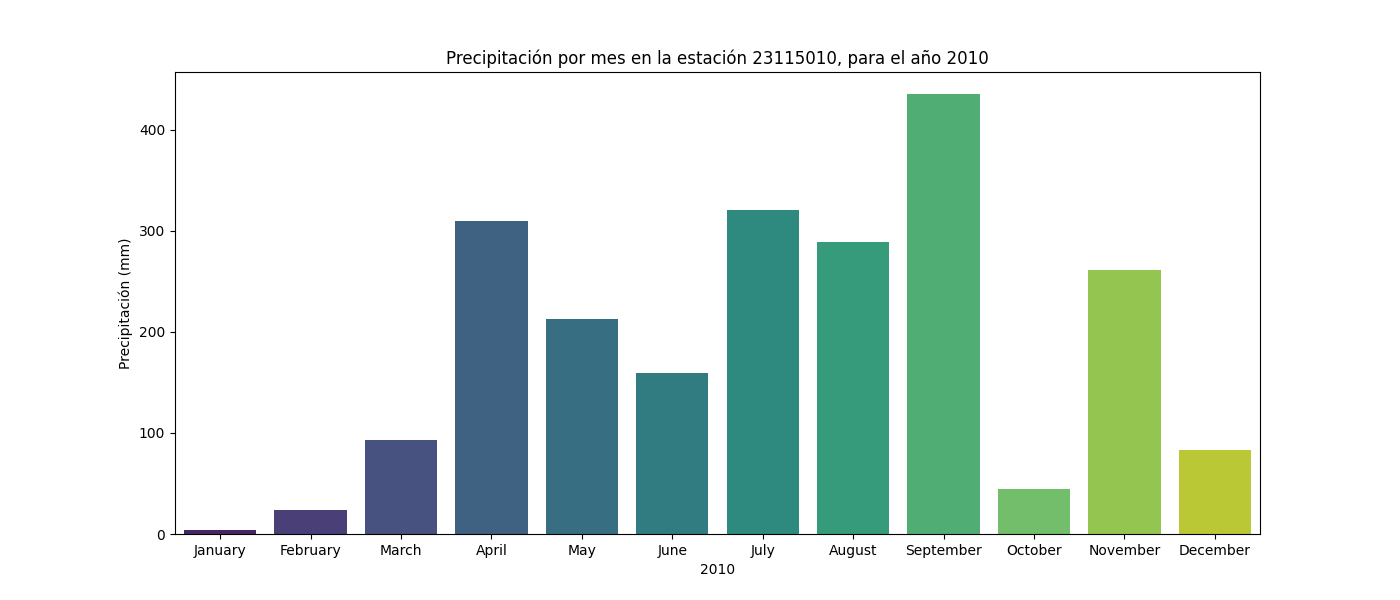 Precipitación por mes en la estación 23115010, para el año 2010
Precipitación (mm)
400
300
200
100
0
January February March April May June July August September October November December
2010